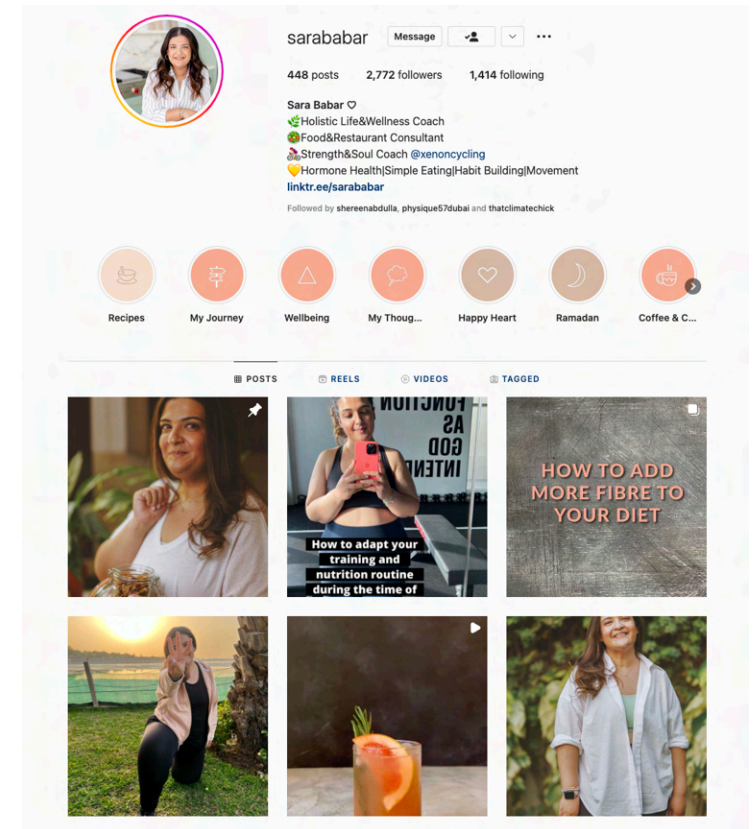 sarababar Message
448 posts 2,772 followers 1,414 following
Sara Babar ♡
🌿Holistic Life&Wellness Coach
🥗Food&Restaurant Consultant
🚴🏻‍♀️Strength&Soul Coach @xenoncycling
💛Hormone Health|Simple Eating|Habit Building|Movement
linktr.ee/sarababar
Followed by shereenabdulla, physique57dubai and thatclimatechick
Recipes My Journey Wellbeing My Thoug... Happy Heart Ramadan Coffee & C...
POSTS REELS VIDEOS TAGGED
FUNCTION
AS
GOD
INTEND
How to adapt your
training and
nutrition routine
during the time of
HOW TO ADD
MORE FIBRE TO
YOUR DIET